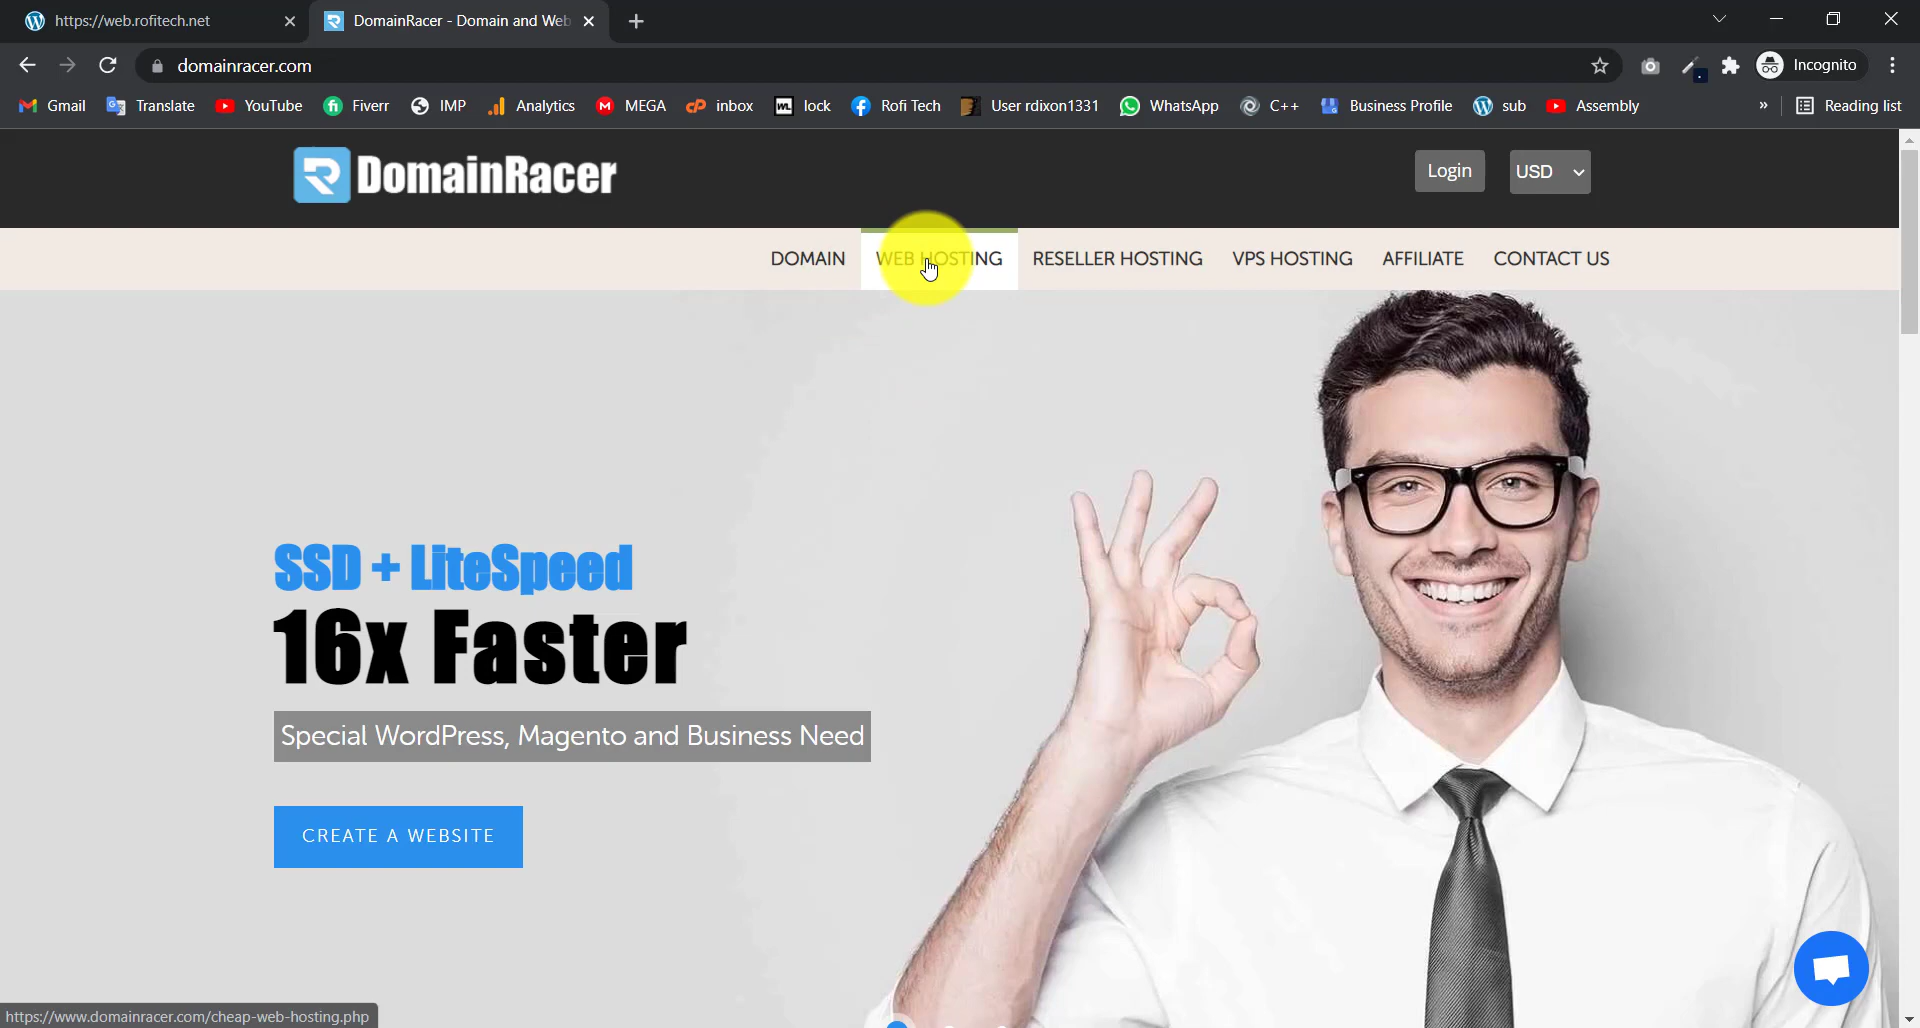 https://web.rofitech.net
DomainRacer - Domain and Web
domainracer.com
Incognito
Gmail
Translate
YouTube
Fiverr
IMP
Analytics
MEGA
inbox
lock
Rofi Tech
User rdixon1331
WhatsApp
C++
Business Profile
sub
Assembly
»
Reading list
DomainRacer
Login
USD
DOMAIN
WEB HOSTING
RESELLER HOSTING
VPS HOSTING
AFFILIATE
CONTACT US
SSD + LiteSpeed
16x Faster
Special WordPress, Magento and Business Need
CREATE A WEBSITE
https://www.domainracer.com/cheap-web-hosting.php